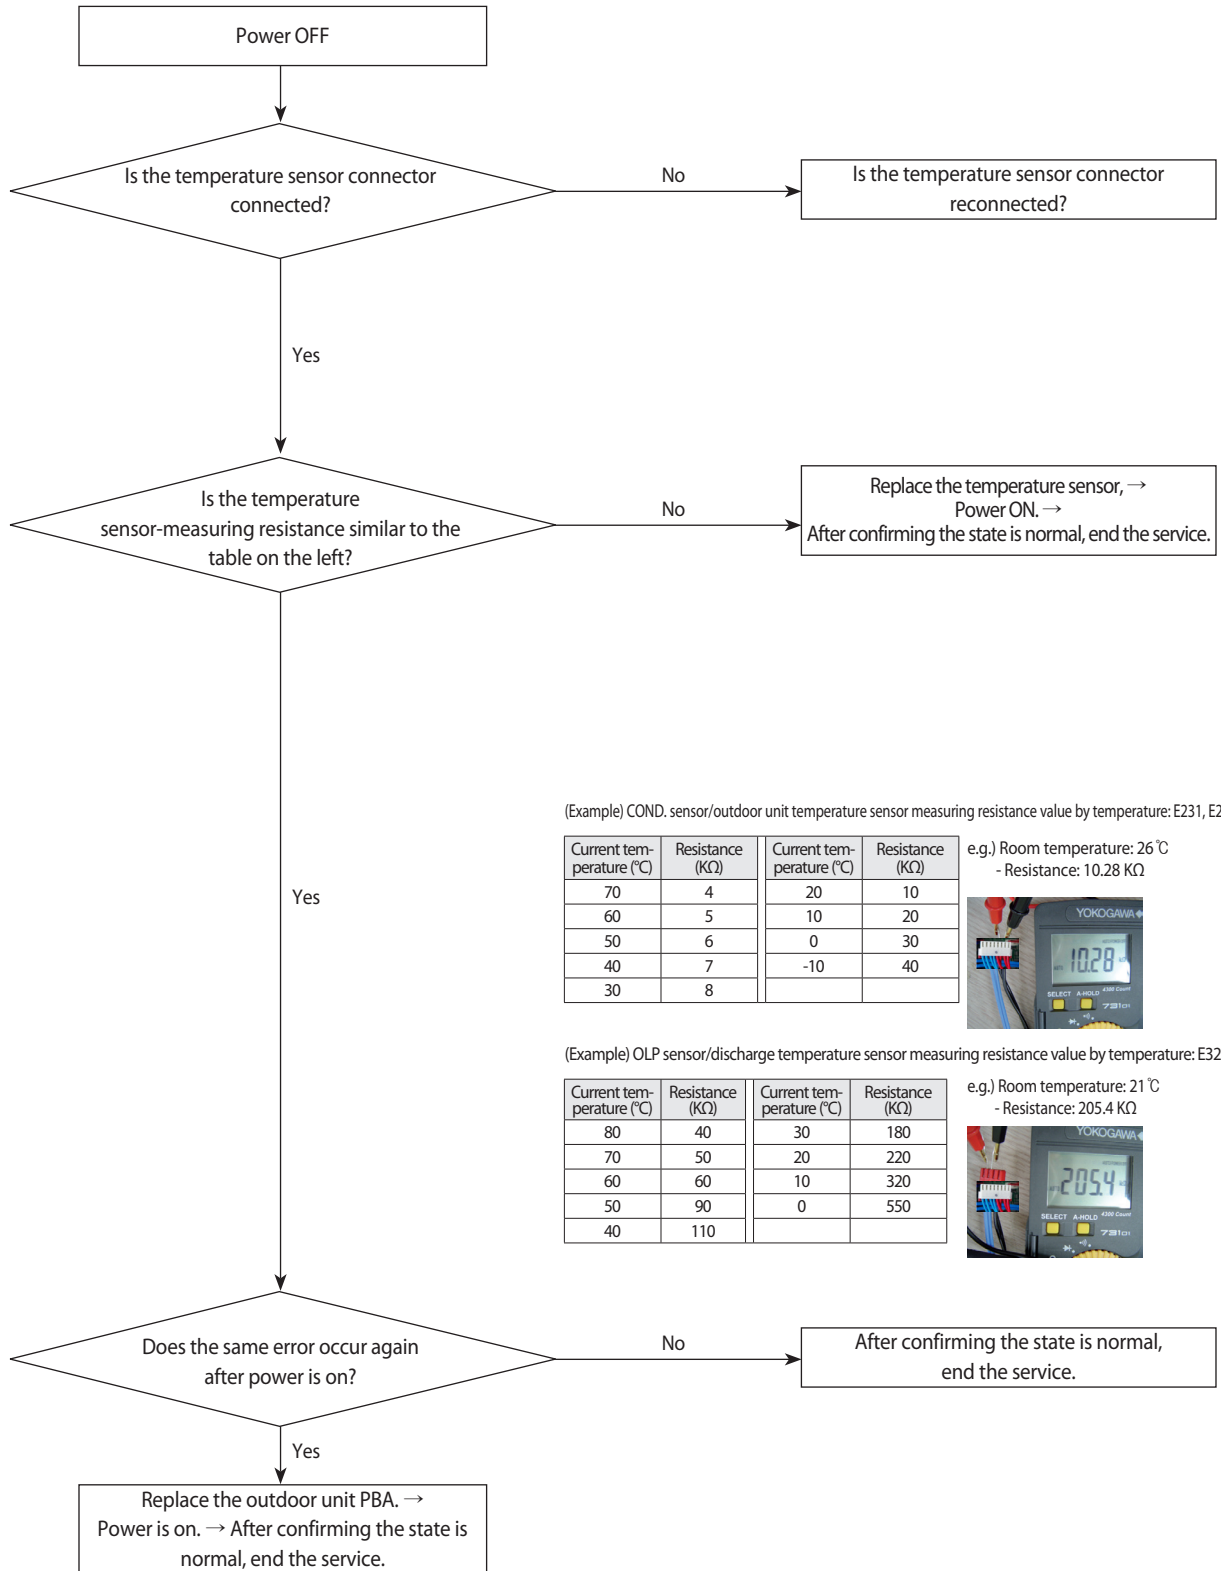 Power OFF
Is the temperature sensor connector
connected?
No
Is the temperature sensor connector
reconnected?
Yes
Is the temperature
sensor-measuring resistance similar to the
table on the left?
No
Replace the temperature sensor, →
Power ON. →
After confirming the state is normal, end the service.
Yes
(Example) COND. sensor/outdoor unit temperature sensor measuring resistance value by temperature: E231, E2
Current tem-
perature (℃)
Resistance
(KΩ)
Current tem-
perature (℃)
Resistance
(KΩ)
70 4 20 10
60 5 10 20
50 6 0 30
40 7 -10 40
30 8
e.g.) Room temperature: 26℃
- Resistance: 10.28 KΩ
YOKOGAWA
10.28
SELECT A-HOLD 4300 Count
731 01
(Example) OLP sensor/discharge temperature sensor measuring resistance value by temperature: E32
Current tem-
perature (℃)
Resistance
(KΩ)
Current tem-
perature (℃)
Resistance
(KΩ)
80 40 30 180
70 50 20 220
60 60 10 320
50 90 0 550
40 110
e.g.) Room temperature: 21℃
- Resistance: 205.4 KΩ
YOKOGAWA
205.4
SELECT A-HOLD 4300 Count
731 01
Does the same error occur again
after power is on?
No
After confirming the state is normal,
end the service.
Yes
Replace the outdoor unit PBA. →
Power is on. → After confirming the state is
normal, end the service.